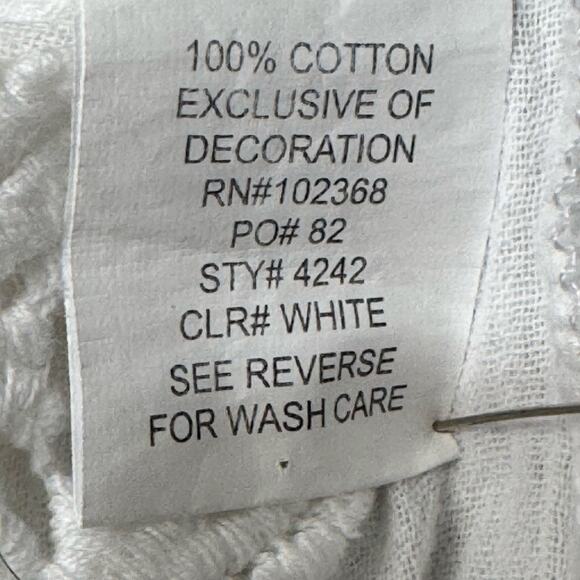 100% COTTON
EXCLUSIVE OF
DECORATION
RN#102368
PO# 82
STY# 4242
CLR# WHITE
SEE REVERSE
FOR WASH CARE